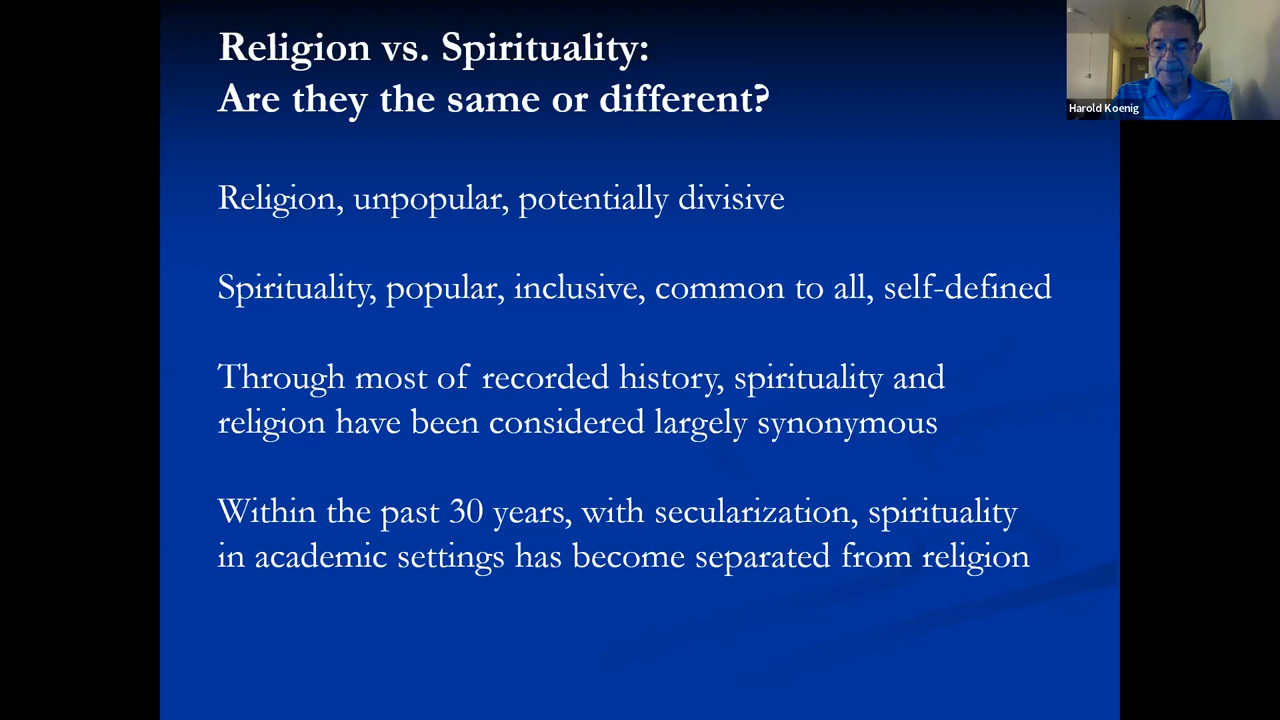 Religion vs. Spirituality:
Are they the same or different?
Harold Koenig
Religion, unpopular, potentially divisive
Spirituality, popular, inclusive, common to all, self-defined
Through most of recorded history, spirituality and
religion have been considered largely synonymous
Within the past 30 years, with secularization, spirituality
in academic settings has become separated from religion